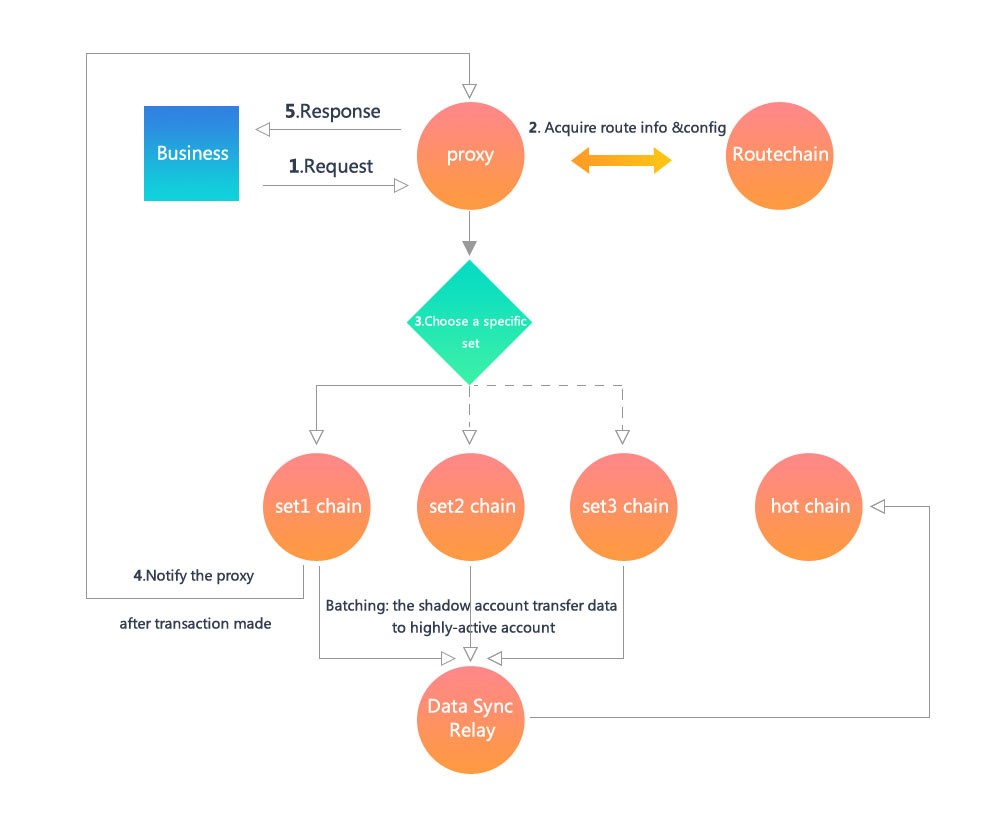 5.Response
Business
1.Request
proxy
2. Acquire route info &config
Routechain
3.Choose a specific
set
set1 chain
set2 chain
set3 chain
hot chain
4.Notify the proxy
after transaction made
Batching: the shadow account transfer data
to highly-active account
Data Sync
Relay